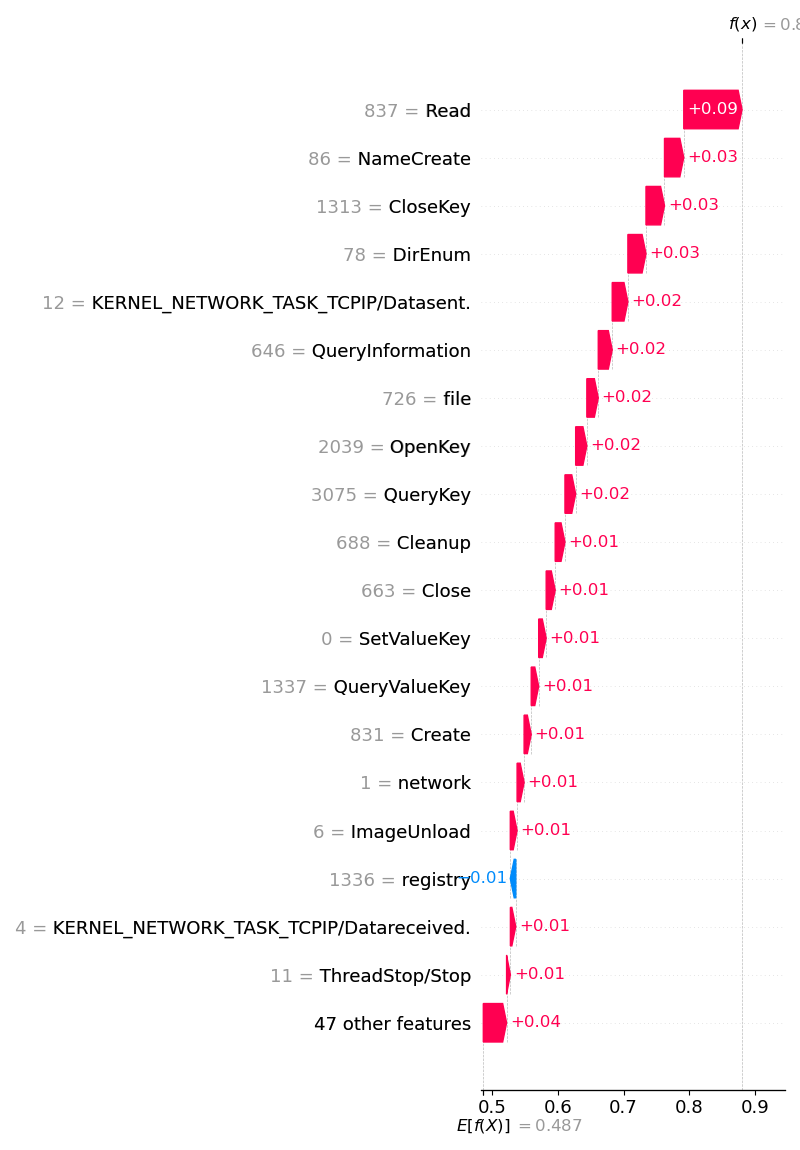 f(x) = 0.8
837 = Read +0.09
86 = NameCreate +0.03
1313 = CloseKey +0.03
78 = DirEnum +0.03
12 = KERNEL_NETWORK_TASK_TCPIP/Datasent. +0.02
646 = QueryInformation +0.02
726 = file +0.02
2039 = OpenKey +0.02
3075 = QueryKey +0.02
688 = Cleanup +0.01
663 = Close +0.01
0 = SetValueKey +0.01
1337 = QueryValueKey +0.01
831 = Create +0.01
1 = network +0.01
6 = ImageUnload +0.01
1336 = registry −0.01
4 = KERNEL_NETWORK_TASK_TCPIP/Datareceived. +0.01
11 = ThreadStop/Stop +0.01
47 other features +0.04
0.5 0.6 0.7 0.8 0.9
E[f(X)] = 0.487